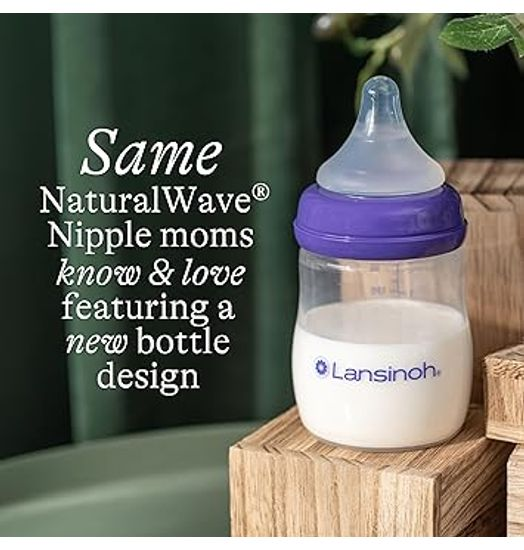 Same
NaturalWave®
Nipple moms
know & love
featuring a
new bottle
design
Lansinoh®